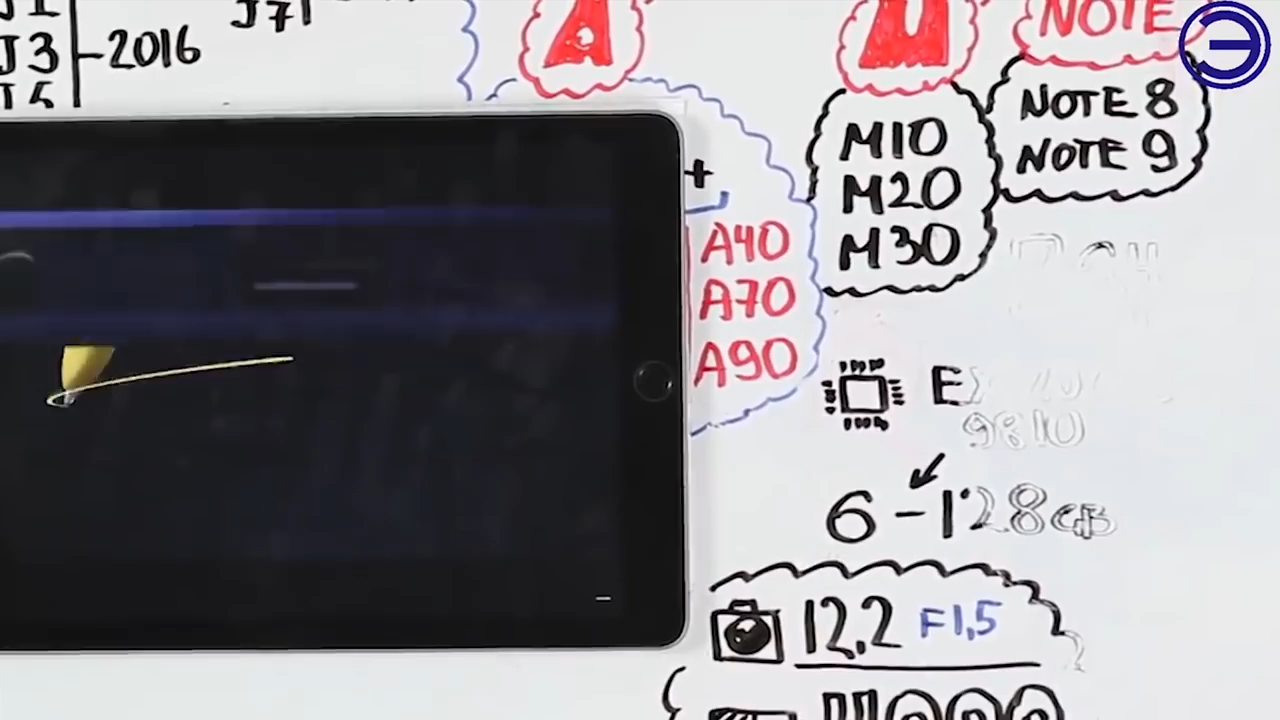 J3
2016
J7
A
NOTE
Э
NOTE 8
NOTE 9
M10
M20
M30
+
A40
A70
A90
E
9810
6-128GB
12,2 F1,5